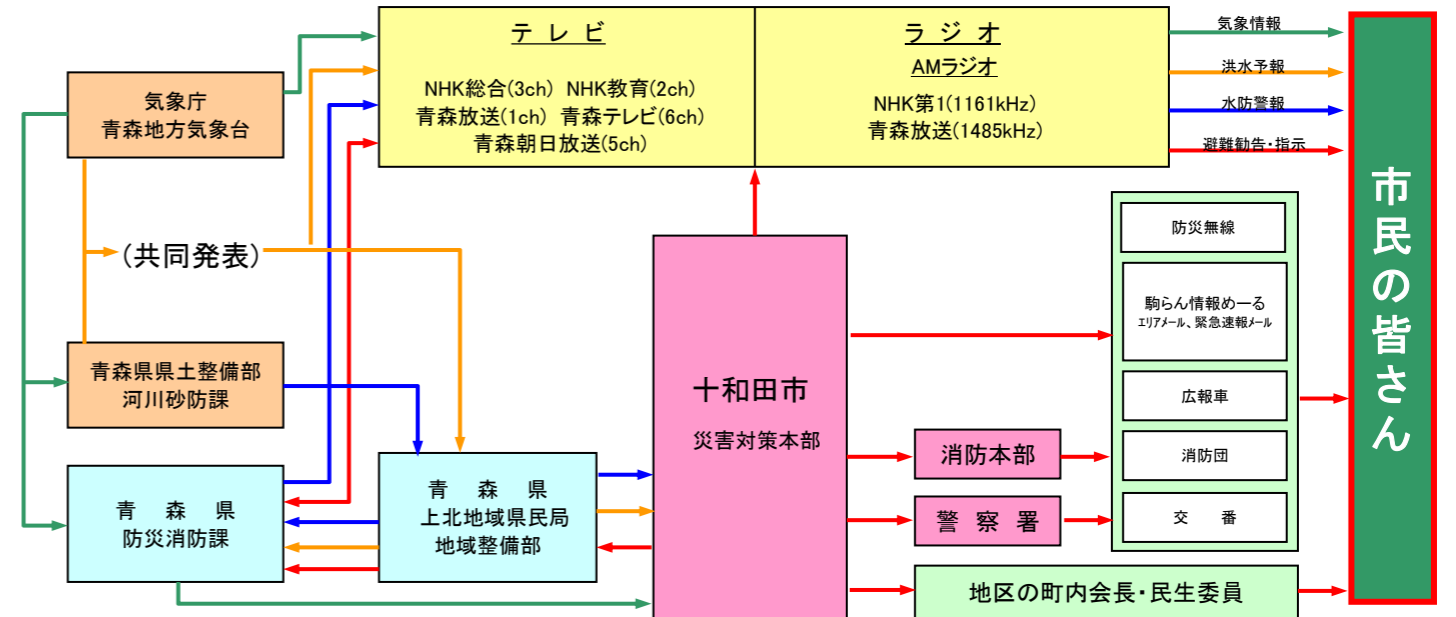 テ レ ビ
NHK総合(3ch) NHK教育(2ch)
青森放送(1ch) 青森テレビ(6ch)
青森朝日放送(5ch)
ラ ジ オ
AMラジオ
NHK第1(1161kHz)
青森放送(1485kHz)
気象情報
洪水予報
水防警報
避難勧告・指示
市民の皆さん
気象庁
青森地方気象台
(共同発表)
青森県県土整備部
河川砂防課
青 森 県
防災消防課
青 森 県
上北地域県民局
地域整備部
十和田市
災害対策本部
消防本部
警 察 署
防災無線
駒らん情報めーる
エリアメール、緊急速報メール
広報車
消防団
交 番
地区の町内会長・民生委員